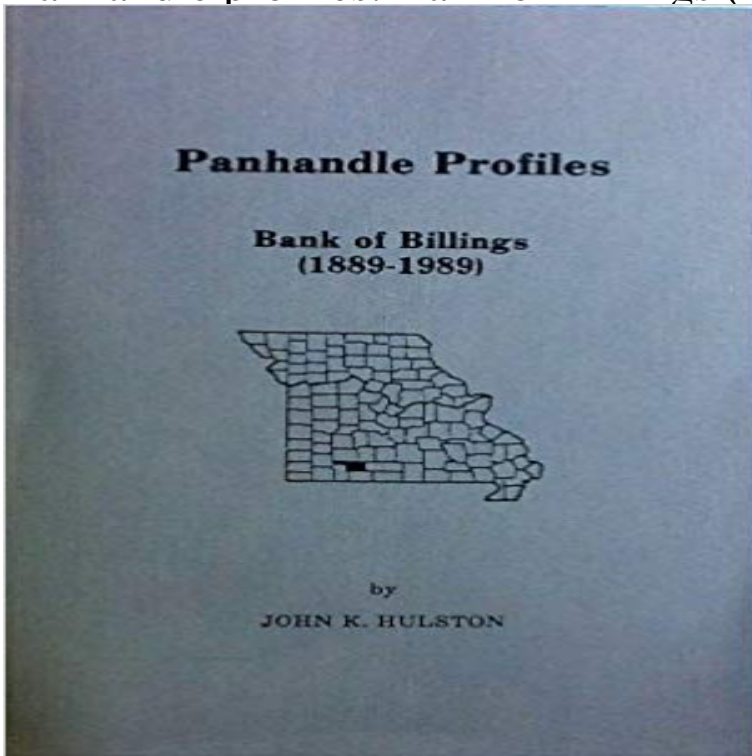 Panhandle Profiles
Bank of Billings
(1889-1989)
by
JOHN K. HULSTON